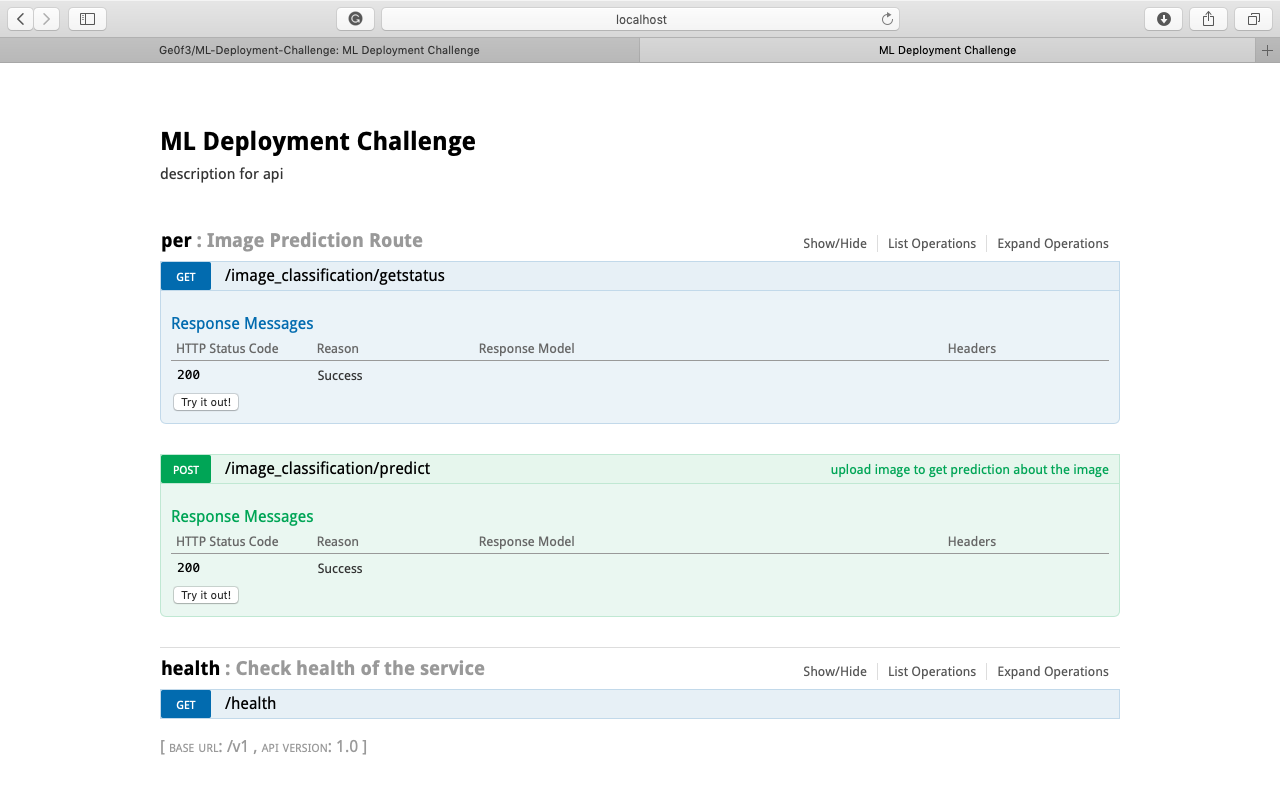 localhost
Ge0f3/ML-Deployment-Challenge: ML Deployment Challenge
ML Deployment Challenge
ML Deployment Challenge
description for api
per : Image Prediction Route
Show/Hide List Operations Expand Operations
GET /image_classification/getstatus
Response Messages
HTTP Status Code Reason Response Model Headers
200 Success
Try it out!
POST /image_classification/predict upload image to get prediction about the image
Response Messages
HTTP Status Code Reason Response Model Headers
200 Success
Try it out!
health : Check health of the service
Show/Hide List Operations Expand Operations
GET /health
[ BASE URL: /v1 , API VERSION: 1.0 ]